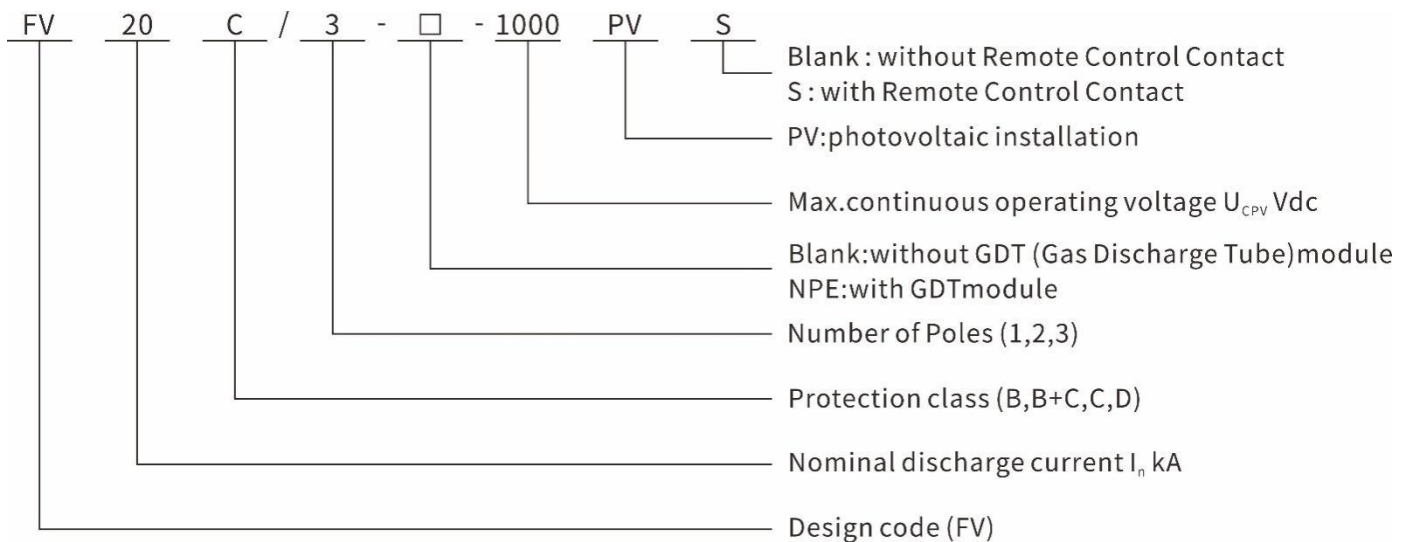 FV 20 C / 3 - □ - 1000 PV S
Blank : without Remote Control Contact
S : with Remote Control Contact
PV:photovoltaic installation
Max.continuous operating voltage U_CPV Vdc
Blank:without GDT (Gas Discharge Tube)module
NPE:with GDTmodule
Number of Poles (1,2,3)
Protection class (B,B+C,C,D)
Nominal discharge current I_n kA
Design code (FV)